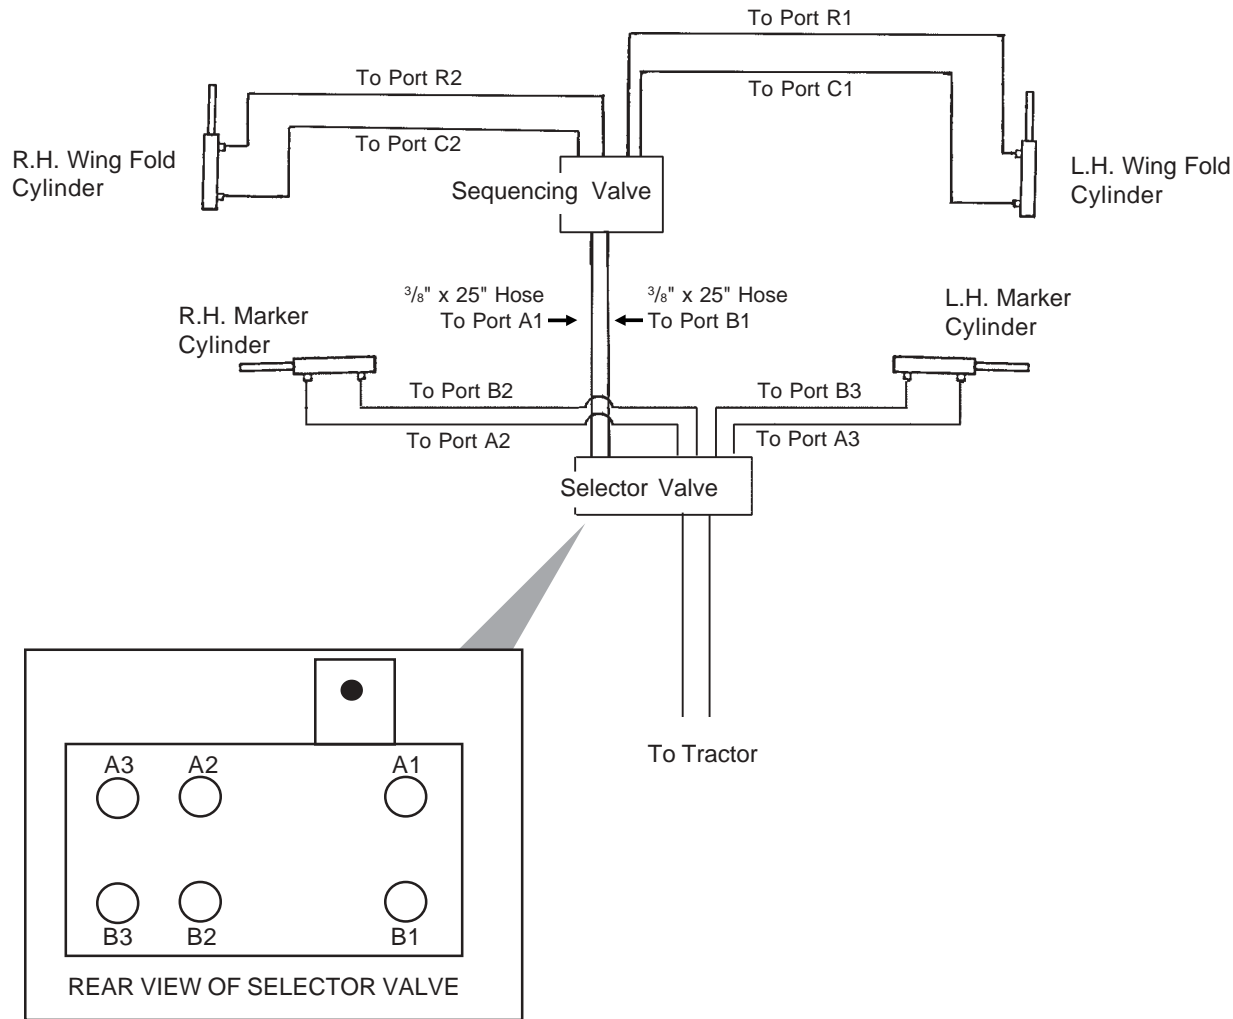 To Port R1
To Port R2
To Port C1
To Port C2
R.H. Wing Fold
Cylinder
Sequencing Valve
L.H. Wing Fold
Cylinder
3/8" x 25" Hose
To Port A1
3/8" x 25" Hose
To Port B1
R.H. Marker
Cylinder
L.H. Marker
Cylinder
To Port B2
To Port B3
To Port A2
To Port A3
Selector Valve
To Tractor
A3 A2 A1
B3 B2 B1
REAR VIEW OF SELECTOR VALVE